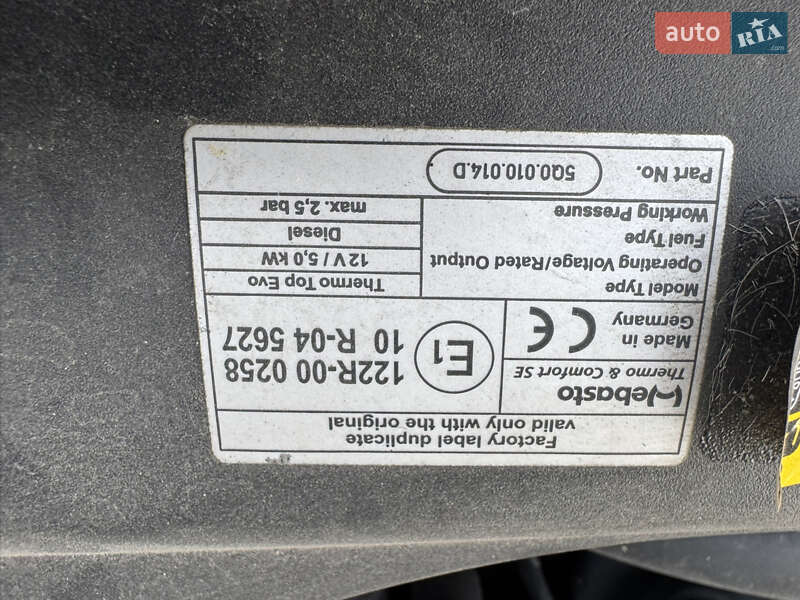 auto RIA .com
Factory label duplicate
valid only with the original
Webasto
Thermo & Comfort SE
E1
122R-00 0258
10 R-04 5627
Made in
Germany
CE
Model Type Thermo Top Evo
Operating Voltage/Rated Output 12 V / 5,0 kW
Fuel Type Diesel
Working Pressure max. 2,5 bar
Part No. 5Q0.010.014.D